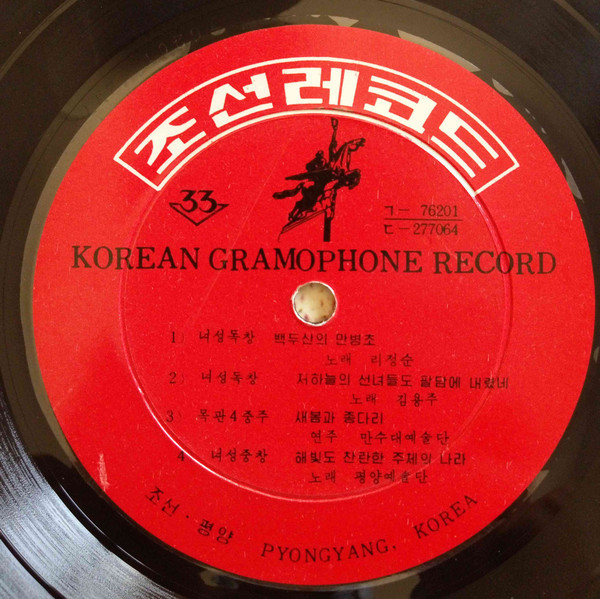 조선레코드
33
ㄱ— 76201
ㄷ—277064
KOREAN GRAMOPHONE RECORD
1) 녀성독창 백두산의 안병조
노래 리정순
2) 녀성독창 저하늘의 선녀들도 팔담에 내렸네
노래 김용주
3) 목판4중주 새봄과 종다리
연주 만수대예술단
4 녀성중창 해빛도 찬란한 주체의 나라
노래 평양예술단
조선·평양 PYONGYANG, KOREA